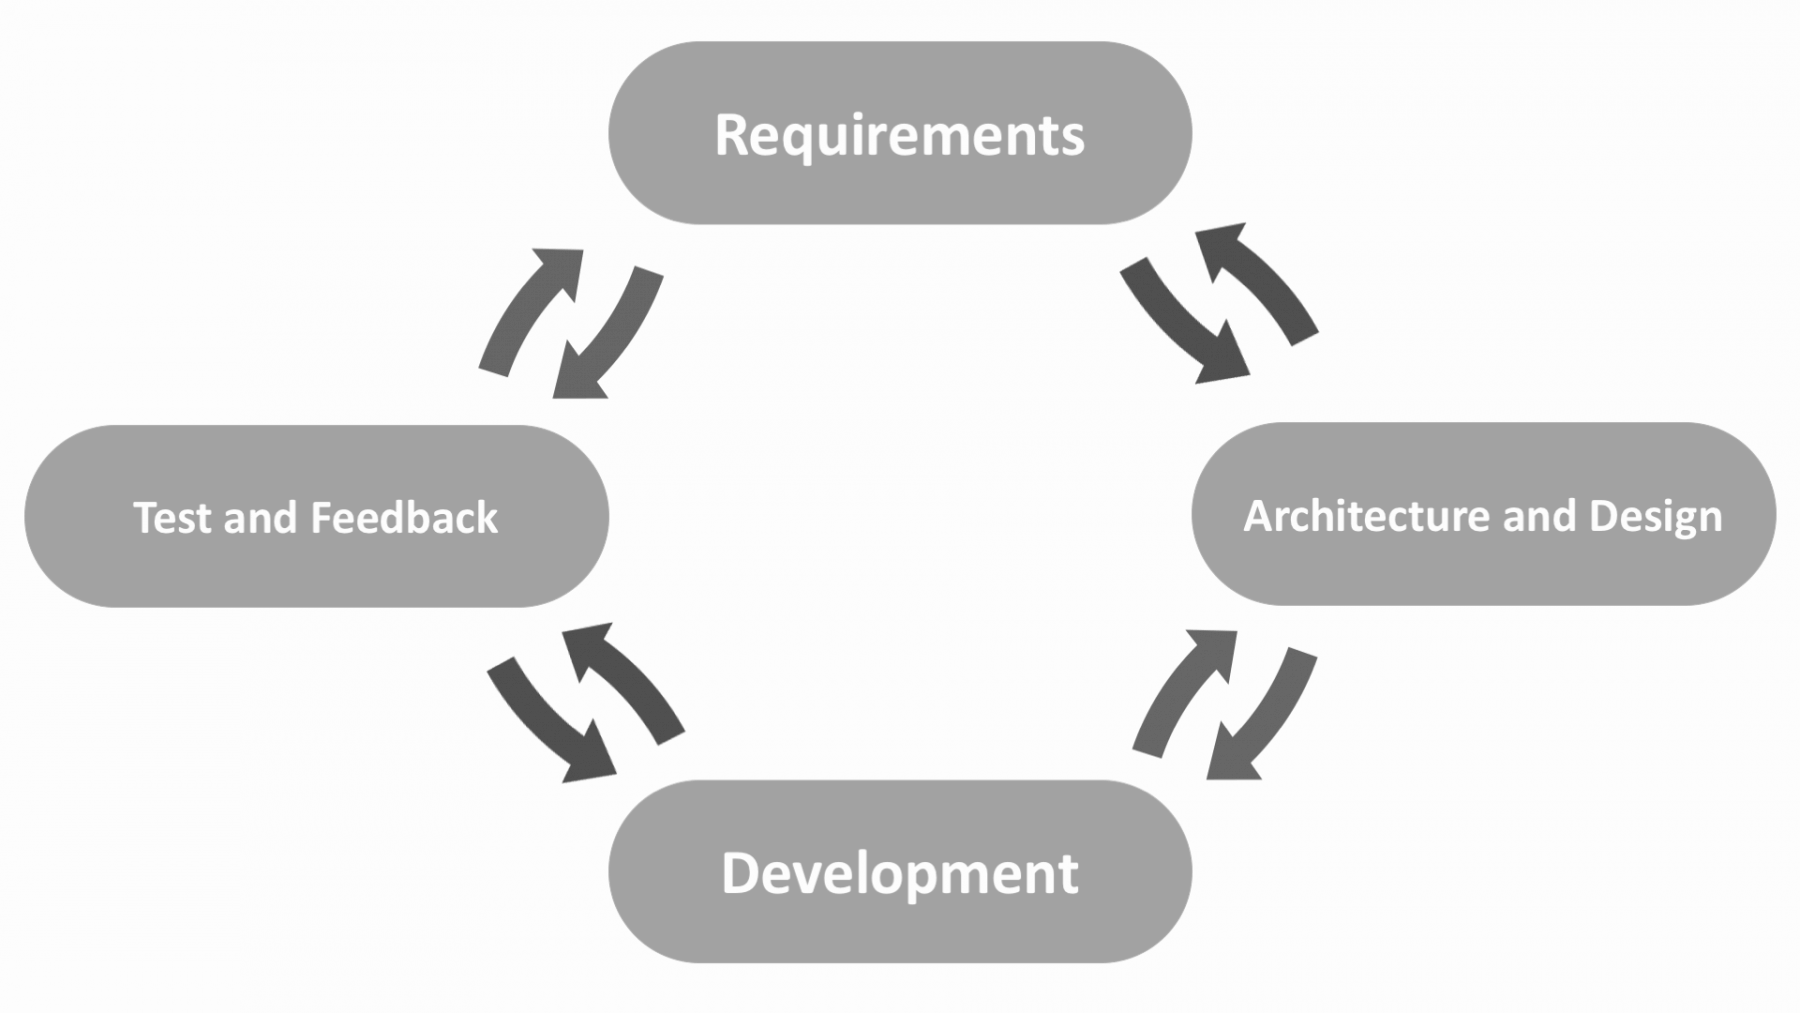 Requirements
Test and Feedback
Architecture and Design
Development